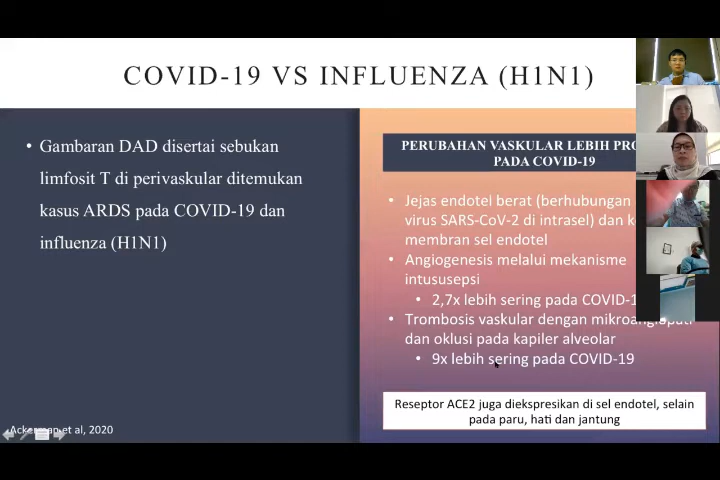 COVID-19 VS INFLUENZA (H1N1)
• Gambaran DAD disertai sebukan
limfosit T di perivaskular ditemukan
kasus ARDS pada COVID-19 dan
influenza (H1N1)
Ackerman et al, 2020
PERUBAHAN VASKULAR LEBIH
PADA COVID-19
• Jejas endotel berat (berhubungan
virus SARS-CoV-2 di intrasel) dan
membran sel endotel
• Angiogenesis melalui mekanisme
intususepsi
• 2,7x lebih sering pada
• Trombosis vaskular dengan mikroangiopati
dan oklusi pada kapiler alveolar
• 9x lebih sering pada COVID-19
Reseptor ACE2 juga diekspresikan di sel endotel, selain
pada paru, hati dan jantung